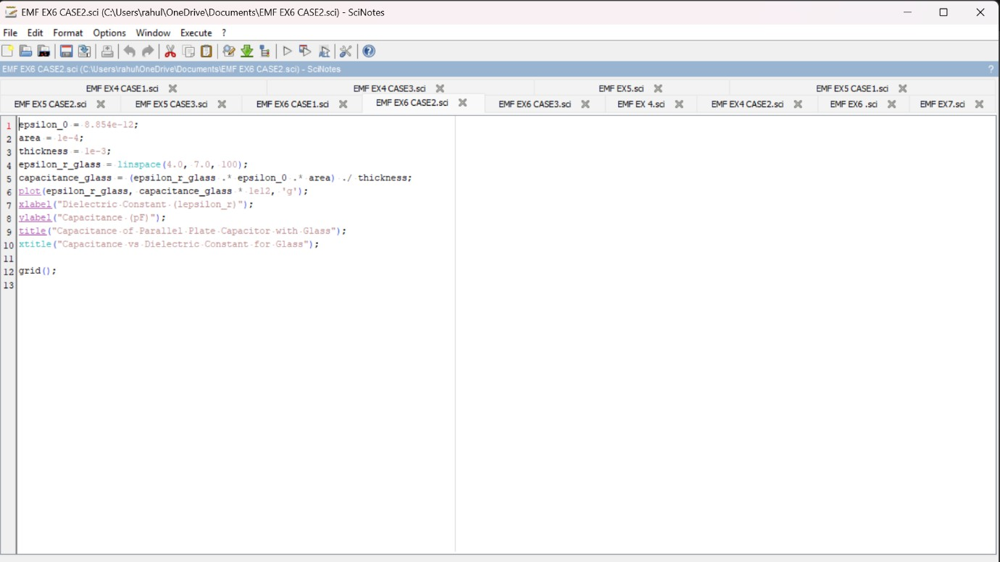 EMF EX6 CASE2.sci (C:\Users\rahul\OneDrive\Documents\EMF EX6 CASE2.sci) - SciNotes
File Edit Format Options Window Execute ?
EMF EX6 CASE2.sci (C:\Users\rahul\OneDrive\Documents\EMF EX6 CASE2.sci) - SciNotes ?
EMF EX4 CASE1.sci EMF EX4 CASE3.sci EMF EX5.sci EMF EX5 CASE1.sci
EMF EX5 CASE2.sci EMF EX5 CASE3.sci EMF EX6 CASE1.sci EMF EX6 CASE2.sci EMF EX6 CASE3.sci EMF EX 4.sci EMF EX4 CASE2.sci EMF EX6 .sci EMF EX7.sci
1 epsilon_0 = 8.854e-12;
2 area = 1e-4;
3 thickness = 1e-3;
4 epsilon_r_glass = linspace(4.0, 7.0, 100);
5 capacitance_glass = (epsilon_r_glass .* epsilon_0 .* area) ./ thickness;
6 plot(epsilon_r_glass, capacitance_glass * 1e12, 'g');
7 xlabel("Dielectric Constant (lepsilon_r)");
8 ylabel("Capacitance (pF)");
9 title("Capacitance of Parallel Plate Capacitor with Glass");
10 xtitle("Capacitance vs Dielectric Constant for Glass");
11
12 grid();
13